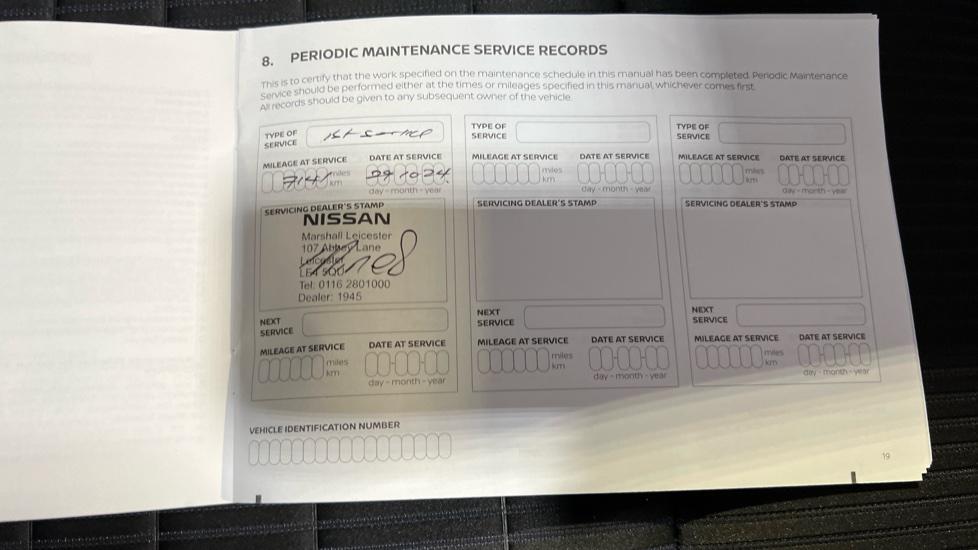 8. PERIODIC MAINTENANCE SERVICE RECORDS
This is to certify that the work specified on the maintenance schedule in this manual has been completed. Periodic Maintenance
Service should be performed either at the times or mileages specified in this manual, whichever comes first.
All records should be given to any subsequent owner of the vehicle.
TYPE OF
SERVICE
1st service
MILEAGE AT SERVICE
7141
miles
km
DATE AT SERVICE
29 10 24
day - month - year
SERVICING DEALER'S STAMP
NISSAN
Marshall Leicester
107 Abbey Lane
Leicester
Tel: 0116 2801000
Dealer: 1945
NEXT
SERVICE
MILEAGE AT SERVICE
miles
km
DATE AT SERVICE
day - month - year
TYPE OF
SERVICE
MILEAGE AT SERVICE
miles
km
DATE AT SERVICE
day - month - year
SERVICING DEALER'S STAMP
NEXT
SERVICE
MILEAGE AT SERVICE
miles
km
DATE AT SERVICE
day - month - year
TYPE OF
SERVICE
MILEAGE AT SERVICE
miles
km
DATE AT SERVICE
day - month - year
SERVICING DEALER'S STAMP
NEXT
SERVICE
MILEAGE AT SERVICE
miles
km
DATE AT SERVICE
day - month - year
VEHICLE IDENTIFICATION NUMBER
19